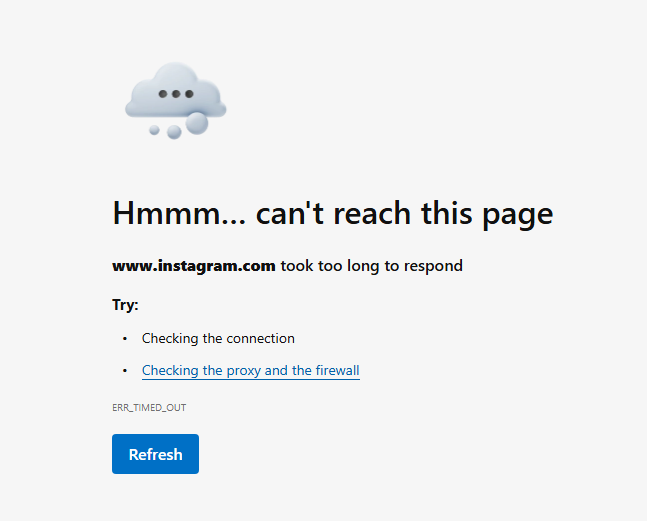 Hmmm... can't reach this page
www.instagram.com took too long to respond
Try:
• Checking the connection
• Checking the proxy and the firewall
ERR_TIMED_OUT
Refresh